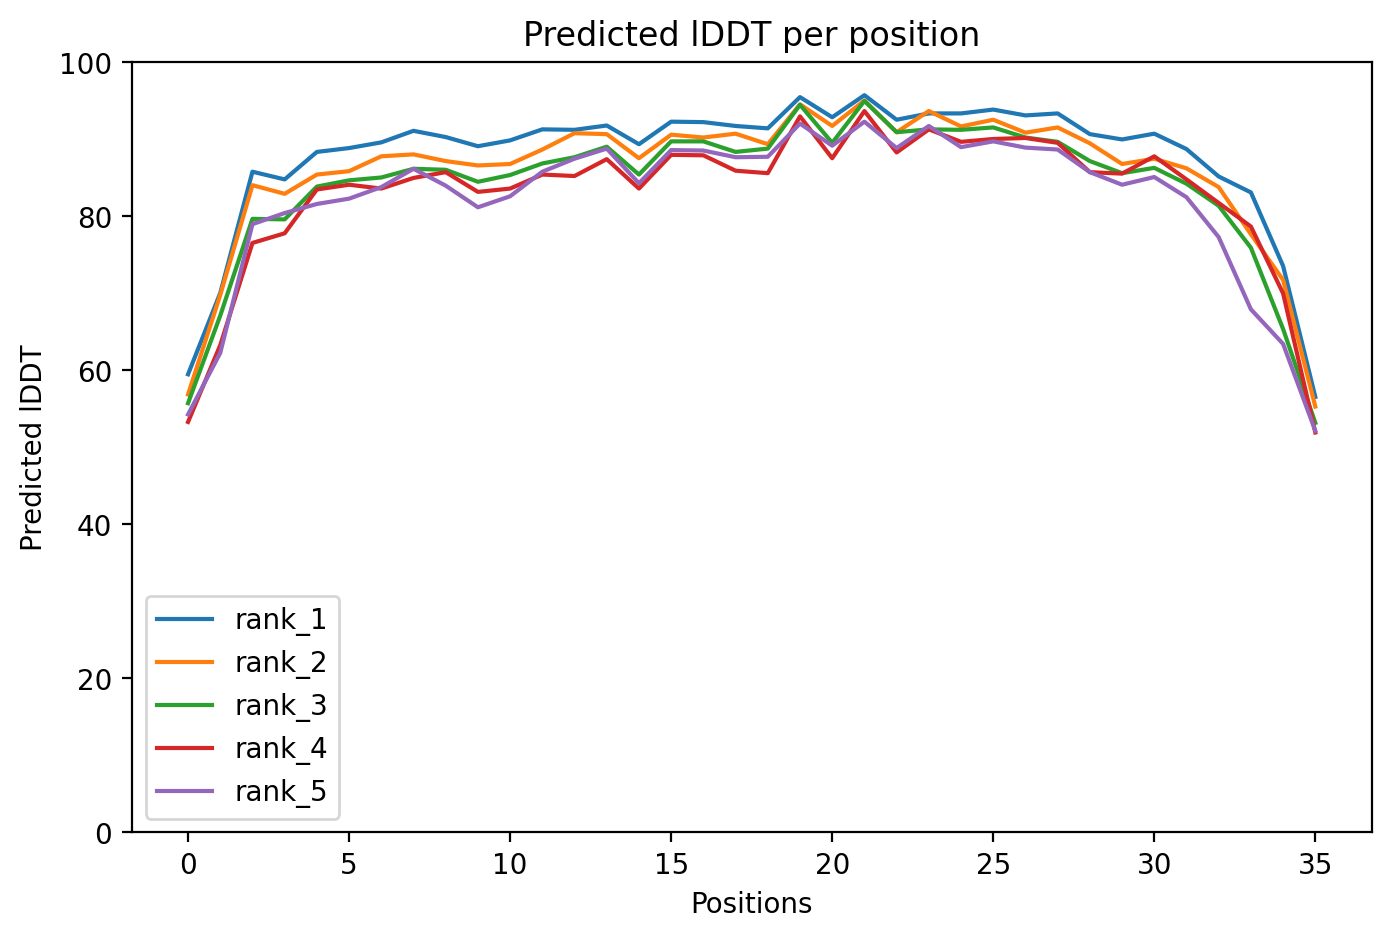 Predicted lDDT per position
100
80
60
40
20
0
Predicted lDDT
rank_1
rank_2
rank_3
rank_4
rank_5
0 5 10 15 20 25 30 35
Positions